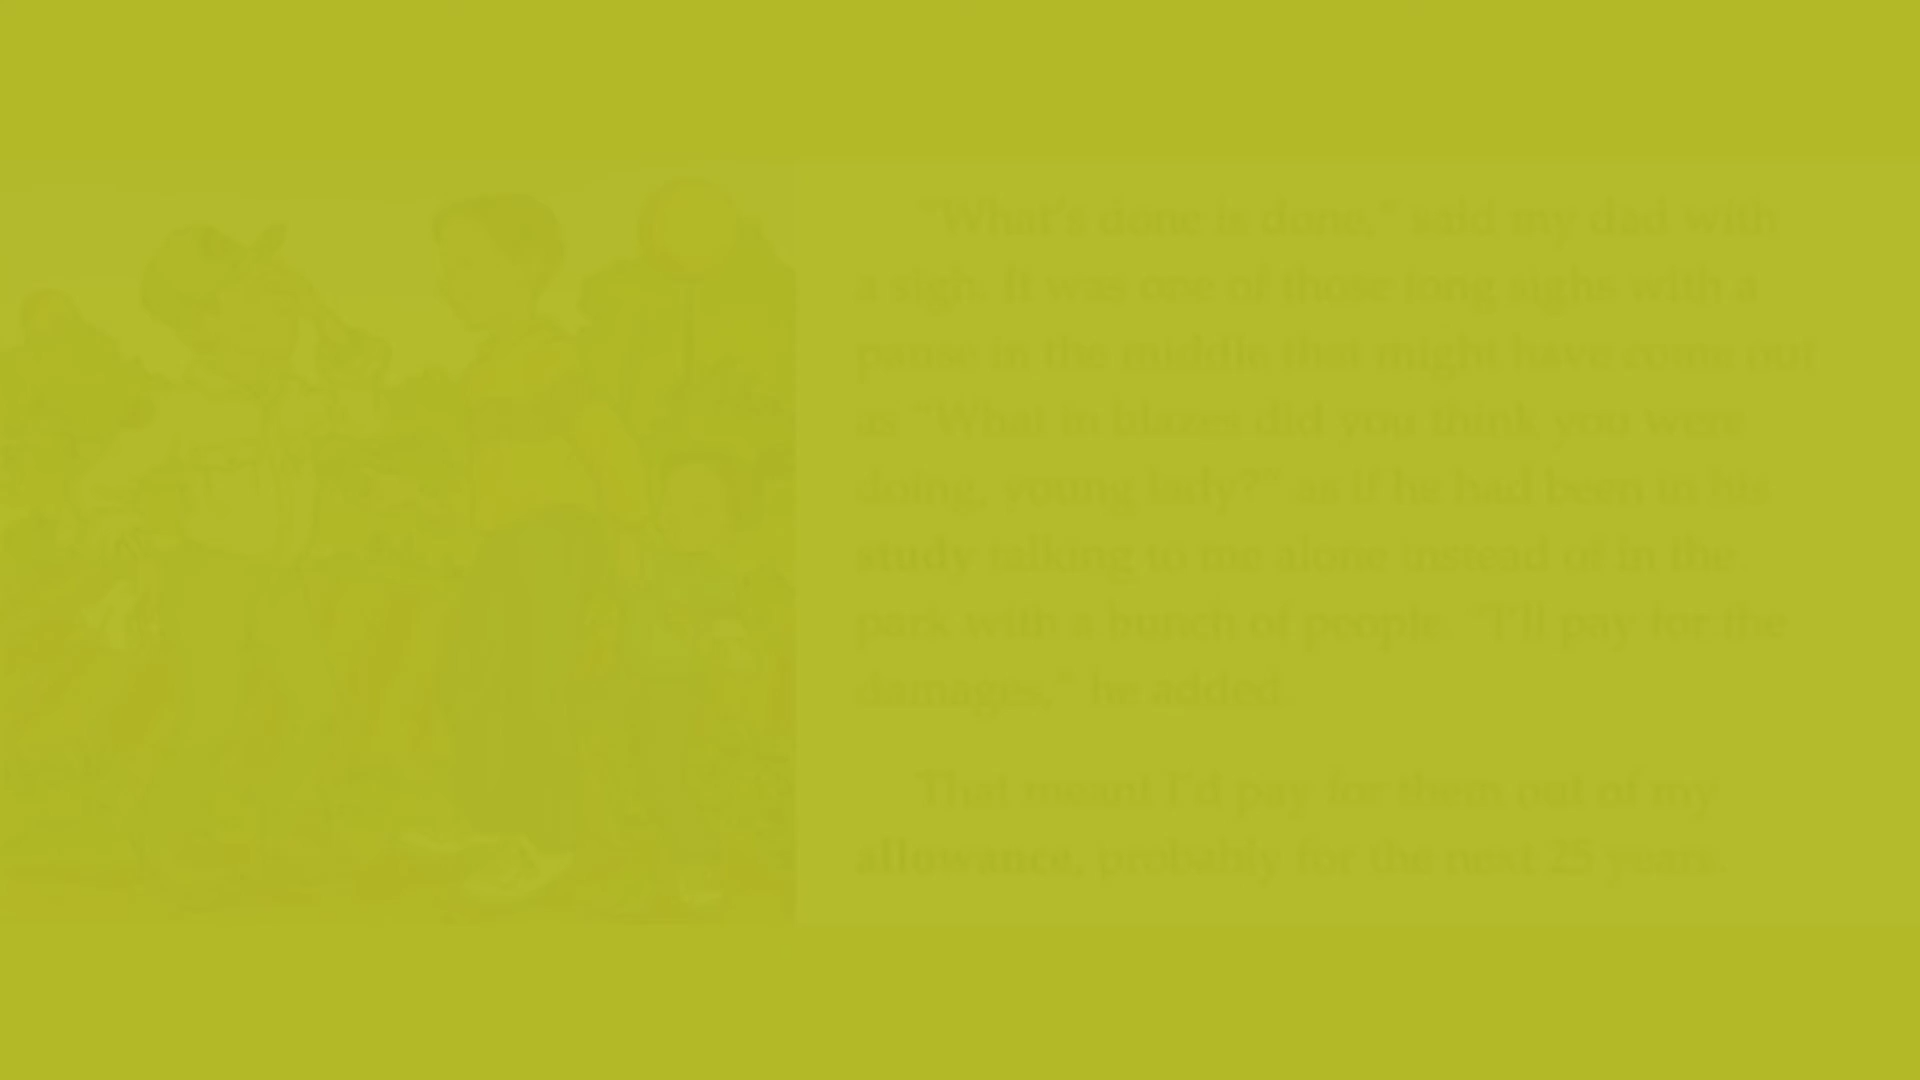 "What's done is done," said my dad with
a sigh. It was one of those long sighs with a
pause in the middle that might have come out
as "What in blazes did you think you were
doing, young lady?" as if he had been in his
study talking to me alone instead of in the
park with a bunch of people. "I'll pay for the
damages," he added.
That meant I'd pay for them out of my
allowance, probably for the next 25 years.